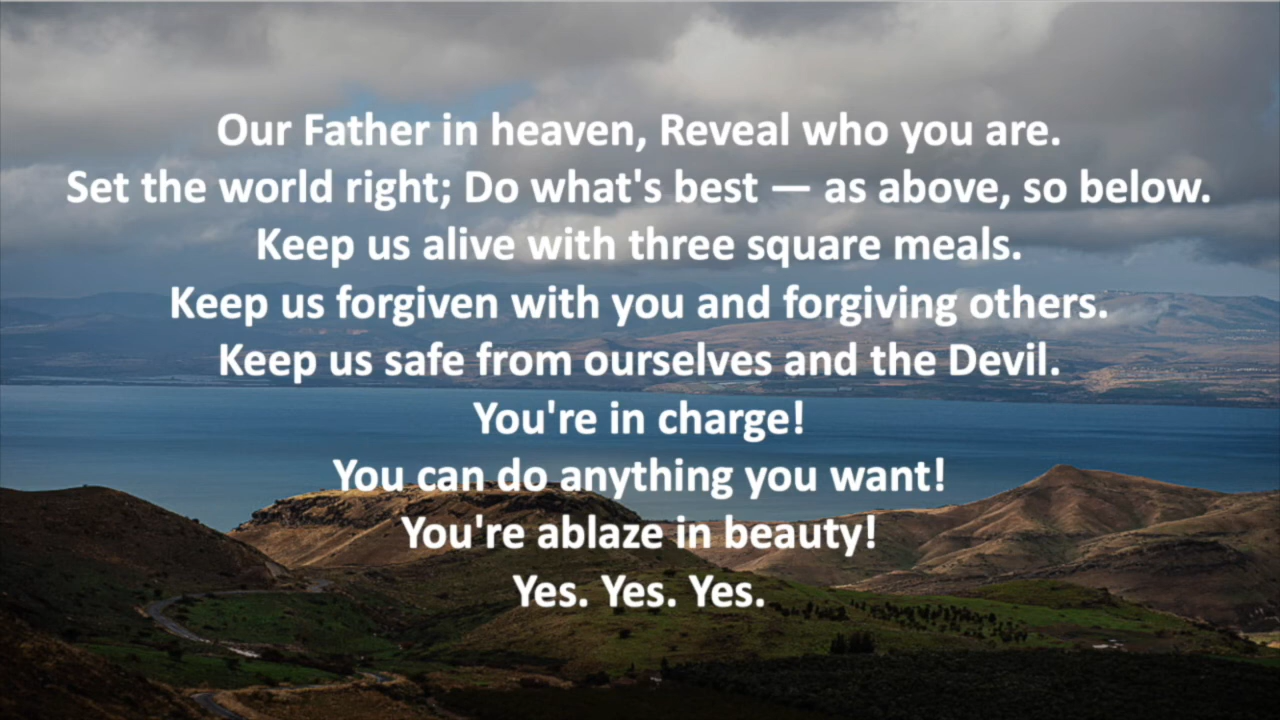 Our Father in heaven, Reveal who you are.
Set the world right; Do what's best — as above, so below.
Keep us alive with three square meals.
Keep us forgiven with you and forgiving others.
Keep us safe from ourselves and the Devil.
You're in charge!
You can do anything you want!
You're ablaze in beauty!
Yes. Yes. Yes.